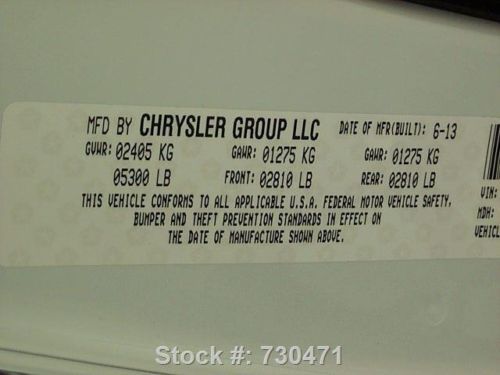 MFD BY CHRYSLER GROUP LLC DATE OF MFR(BUILT): 6-13
GVWR: 02405 KG GAWR: 01275 KG GAWR: 01275 KG
05300 LB FRONT: 02810 LB REAR: 02810 LB
THIS VEHICLE CONFORMS TO ALL APPLICABLE U.S.A. FEDERAL MOTOR VEHICLE SAFETY,
BUMPER AND THEFT PREVENTION STANDARDS IN EFFECT ON
THE DATE OF MANUFACTURE SHOWN ABOVE.
VIN:
MDH:
VEHICL
Stock #: 730471